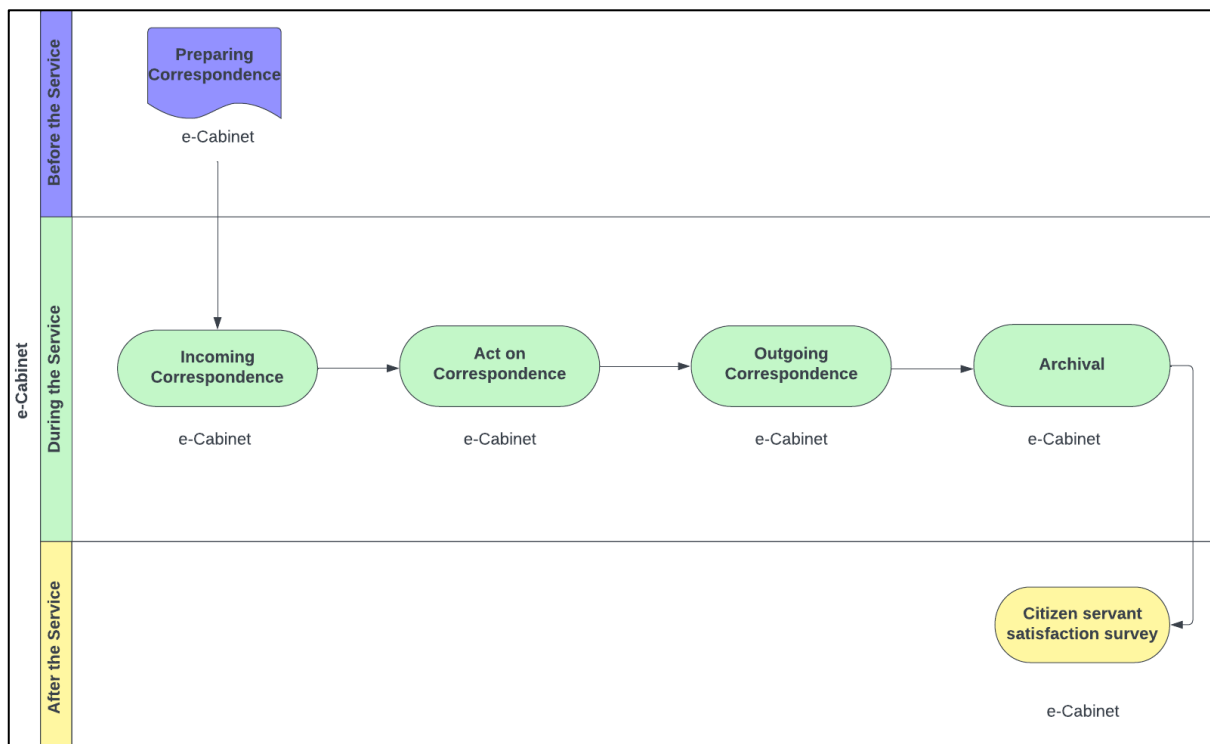 e-Cabinet
Before the Service
Preparing
Correspondence
e-Cabinet
During the Service
Incoming
Correspondence
e-Cabinet
Act on
Correspondence
e-Cabinet
Outgoing
Correspondence
e-Cabinet
Archival
e-Cabinet
After the Service
Citizen servant
satisfaction survey
e-Cabinet